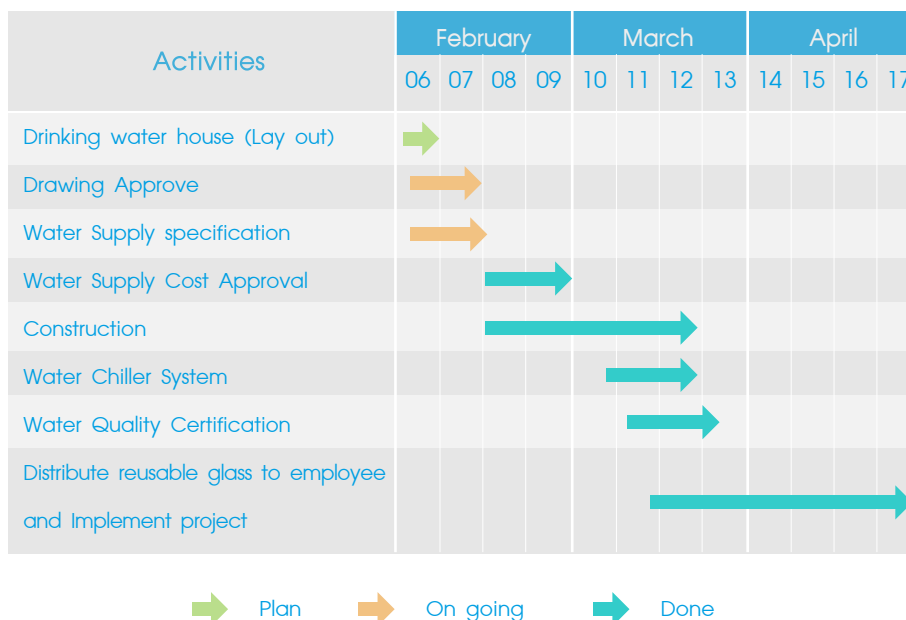 Activities
February March April
06 07 08 09 10 11 12 13 14 15 16 17
Drinking water house (Lay out)
Drawing Approve
Water Supply specification
Water Supply Cost Approval
Construction
Water Chiller System
Water Quality Certification
Distribute reusable glass to employee
and Implement project
Plan On going Done